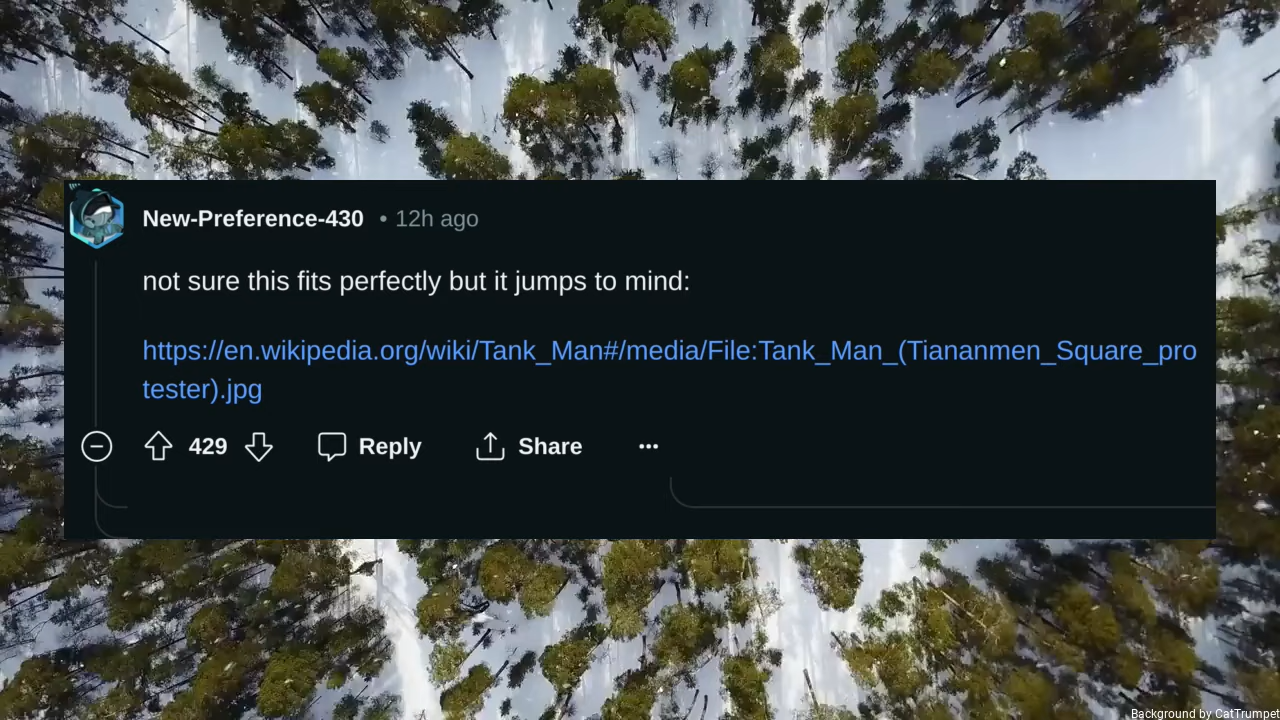 New-Preference-430 • 12h ago
not sure this fits perfectly but it jumps to mind:
https://en.wikipedia.org/wiki/Tank_Man#/media/File:Tank_Man_(Tiananmen_Square_pro
tester).jpg
429 Reply Share ···
Background by CatTrumpet